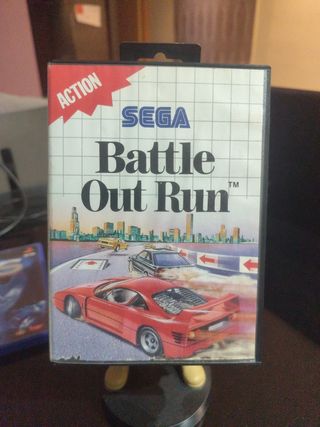 ACTION
SEGA
Battle
Out Run™